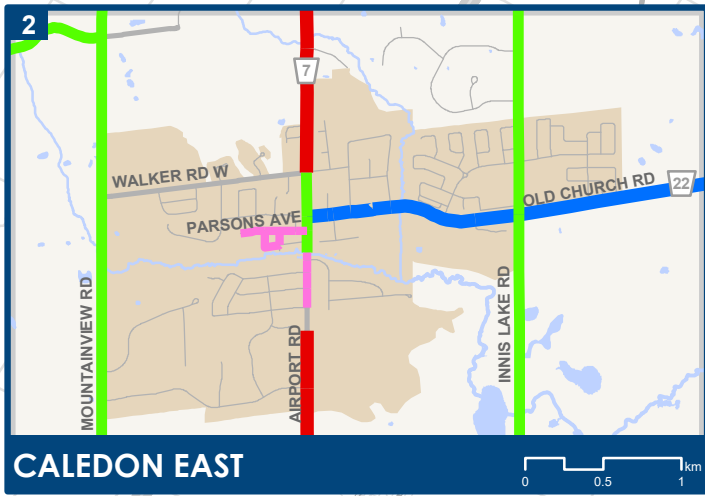 2
7
WALKER RD W
22
OLD CHURCH RD
PARSONS AVE
MOUNTAINVIEW RD
AIRPORT RD
INNIS LAKE RD
CALEDON EAST
km
0 0.5 1